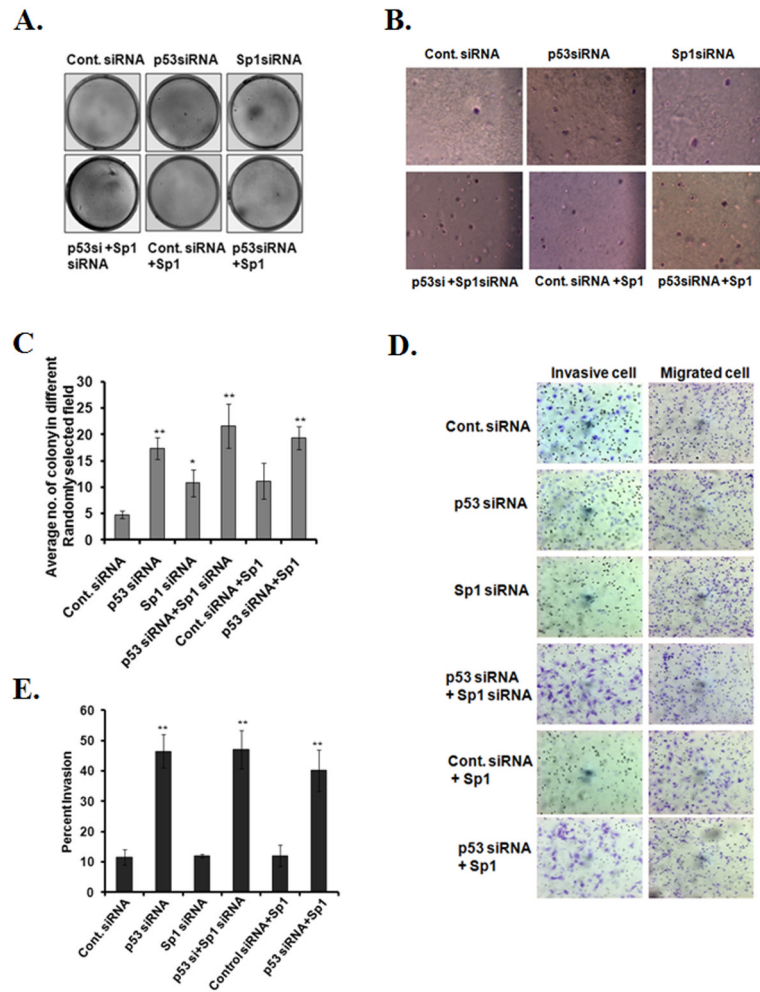 A.
Cont. siRNA p53siRNA Sp1siRNA
p53si +Sp1 siRNA
Cont. siRNA +Sp1
p53siRNA +Sp1
B.
Cont. siRNA p53siRNA Sp1siRNA
p53si +Sp1siRNA Cont. siRNA +Sp1 p53siRNA+Sp1
C
Average no. of colony in different
Randomly selected field
30
25
20
15
10
5
0
**
*
**
**
Cont. siRNA
p53 siRNA
Sp1 siRNA
p53 siRNA+Sp1 siRNA
Cont. siRNA+Sp1
p53 siRNA+Sp1
D.
Invasive cell Migrated cell
Cont. siRNA
p53 siRNA
Sp1 siRNA
p53 siRNA
+ Sp1 siRNA
Cont. siRNA
+ Sp1
p53 siRNA
+ Sp1
E.
Percent Invasion
60
50
40
30
20
10
0
**
**
**
Cont. siRNA
p53 siRNA
Sp1 siRNA
p53 si+Sp1 siRNA
Control siRNA+Sp1
p53 siRNA+Sp1